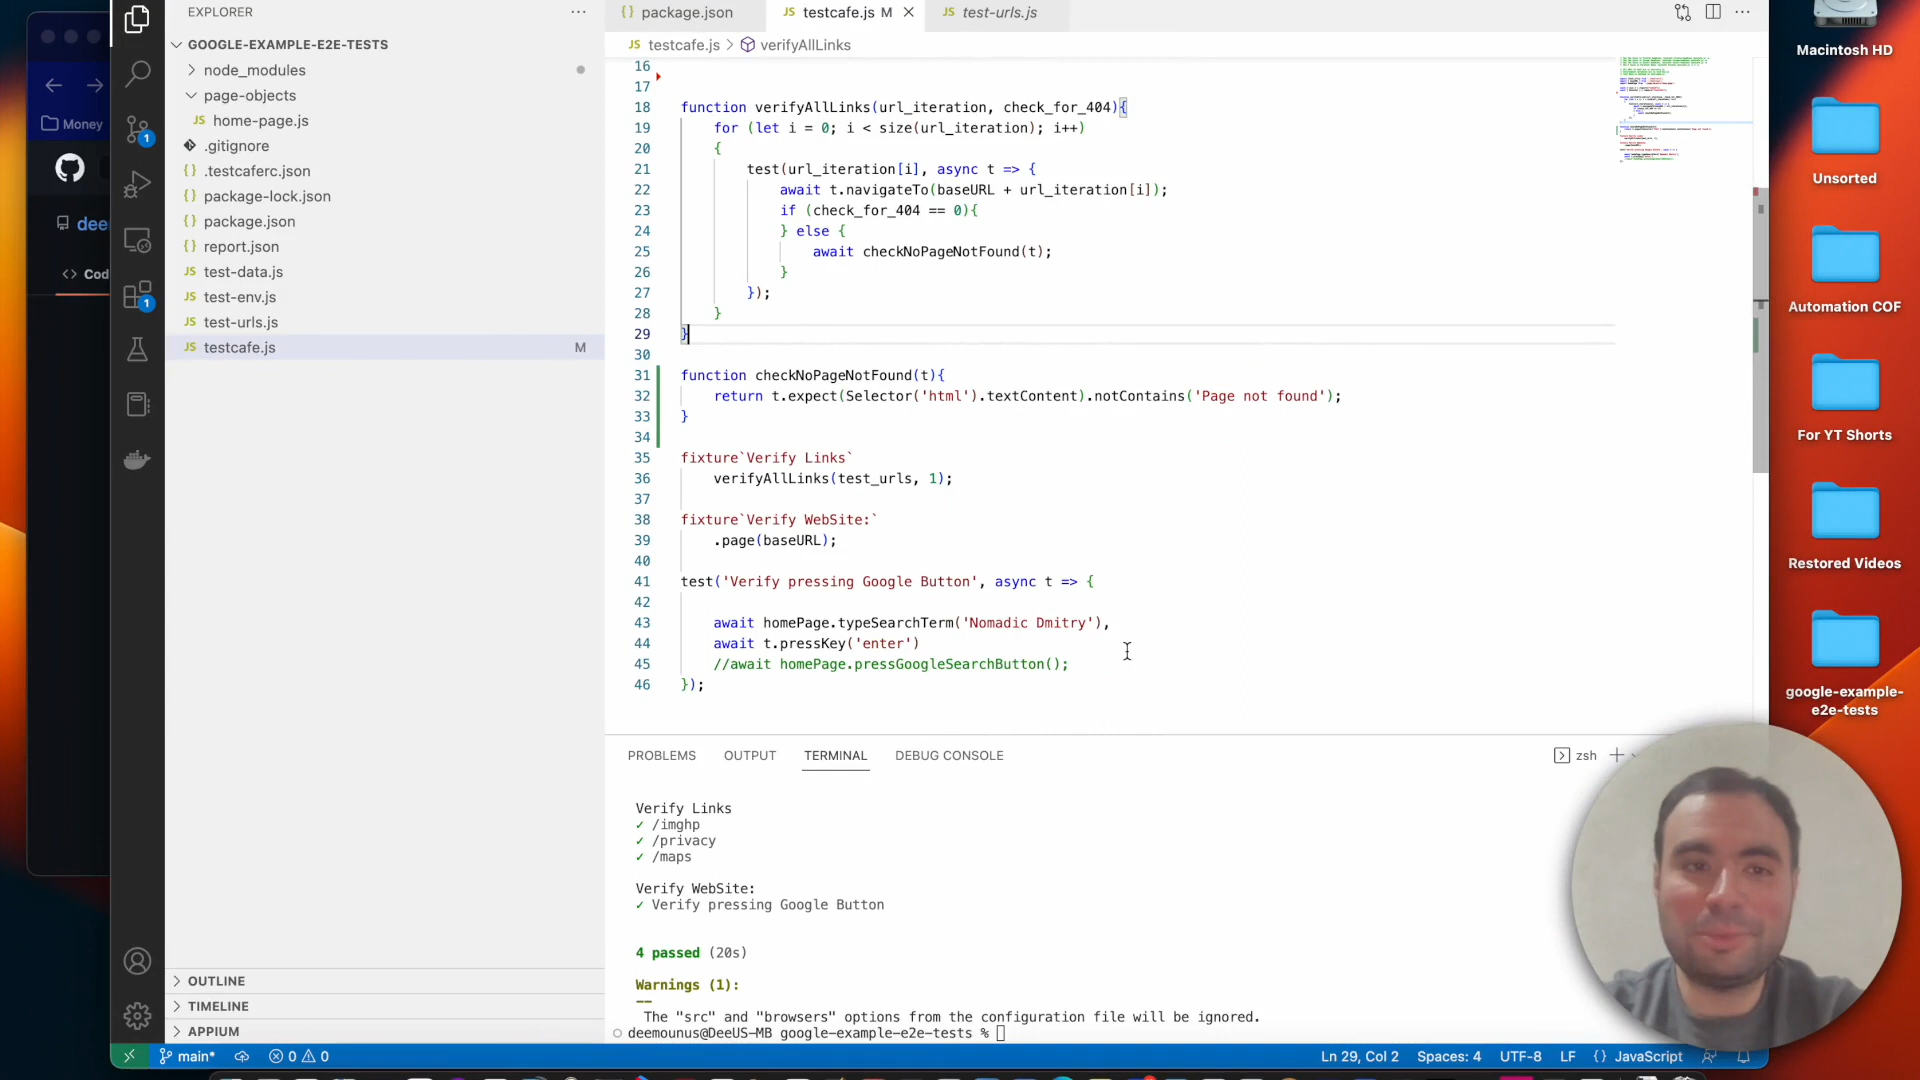 EXPLORER
GOOGLE-EXAMPLE-E2E-TESTS
node_modules
page-objects
JS home-page.js
.gitignore
{} .testcaferc.json
{} package-lock.json
{} package.json
{} report.json
JS test-data.js
JS test-env.js
JS test-urls.js
JS testcafe.js M
OUTLINE
TIMELINE
APPIUM
Money
dee
<> Cod
1
1
{} package.json
JS testcafe.js M
JS test-urls.js
JS testcafe.js > verifyAllLinks
16
17
18 function verifyAllLinks(url_iteration, check_for_404){
19 for (let i = 0; i < size(url_iteration); i++)
20 {
21 test(url_iteration[i], async t => {
22 await t.navigateTo(baseURL + url_iteration[i]);
23 if (check_for_404 == 0){
24 } else {
25 await checkNoPageNotFound(t);
26 }
27 });
28 }
29 }
30
31 function checkNoPageNotFound(t){
32 return t.expect(Selector('html').textContent).notContains('Page not found');
33 }
34
35 fixture`Verify Links`
36 verifyAllLinks(test_urls, 1);
37
38 fixture`Verify WebSite:`
39 .page(baseURL);
40
41 test('Verify pressing Google Button', async t => {
42
43 await homePage.typeSearchTerm('Nomadic Dmitry'),
44 await t.pressKey('enter')
45 //await homePage.pressGoogleSearchButton();
46 });
PROBLEMS OUTPUT TERMINAL DEBUG CONSOLE
zsh
Verify Links
✓ /imghp
✓ /privacy
✓ /maps
Verify WebSite:
✓ Verify pressing Google Button
4 passed (20s)
Warnings (1):
--
The "src" and "browsers" options from the configuration file will be ignored.
deemounus@DeeUS-MB google-example-e2e-tests %
main* 0 0
Ln 29, Col 2 Spaces: 4 UTF-8 LF {} JavaScript
Macintosh HD
Unsorted
Automation COF
For YT Shorts
Restored Videos
google-example-
e2e-tests